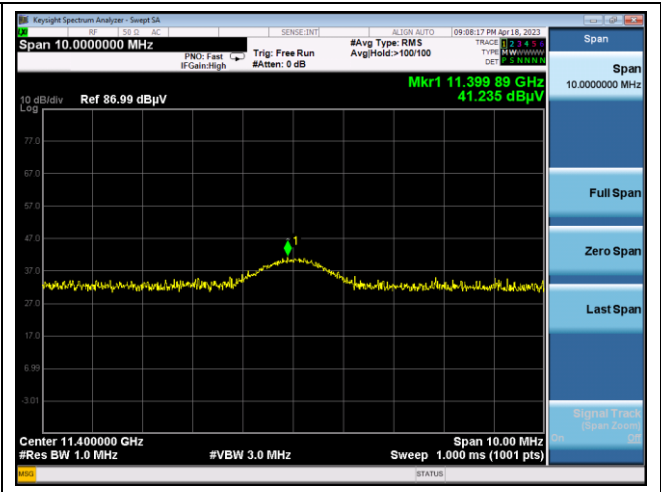 Keysight Spectrum Analyzer - Swept SA
RF 50 Ω AC SENSE:INT ALIGN AUTO 09:08:17 PM Apr 18, 2023
Span 10.0000000 MHz
PNO: Fast
IFGain:High
Trig: Free Run
#Atten: 0 dB
#Avg Type: RMS
Avg|Hold:>100/100
TRACE 1 2 3 4 5 6
TYPE M W W W W W
DET P S N N N N
Mkr1 11.399 89 GHz
41.235 dBµV
10 dB/div Ref 86.99 dBµV
Log
77.0
67.0
57.0
47.0
37.0
27.0
17.0
6.99
-3.01
1
Center 11.400000 GHz
Span 10.00 MHz
#Res BW 1.0 MHz
#VBW 3.0 MHz
Sweep 1.000 ms (1001 pts)
MSG
STATUS
Span
Span
10.0000000 MHz
Full Span
Zero Span
Last Span
Signal Track
(Span Zoom)
On Off